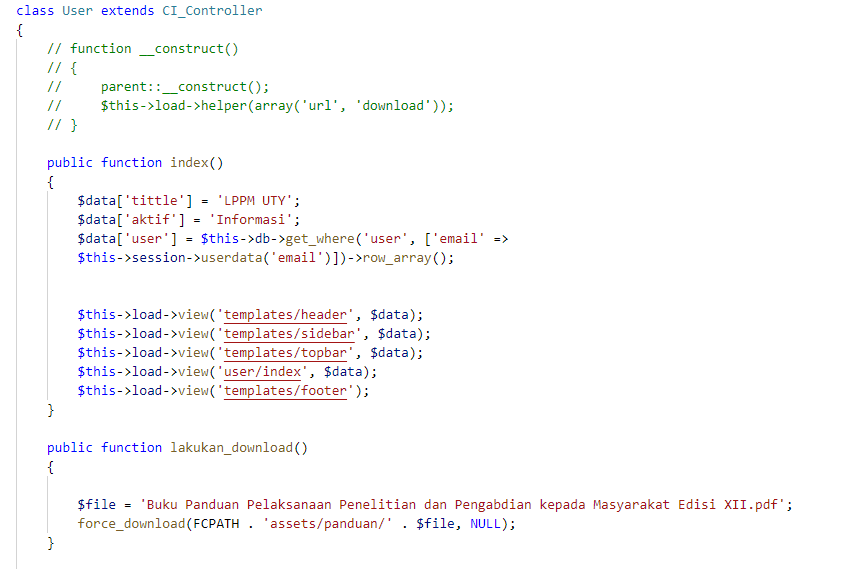 class User extends CI_Controller
{
// function __construct()
// {
//     parent::__construct();
//     $this->load->helper(array('url', 'download'));
// }
public function index()
{
$data['tittle'] = 'LPPM UTY';
$data['aktif'] = 'Informasi';
$data['user'] = $this->db->get_where('user', ['email' =>
$this->session->userdata('email')])->row_array();
$this->load->view('templates/header', $data);
$this->load->view('templates/sidebar', $data);
$this->load->view('templates/topbar', $data);
$this->load->view('user/index', $data);
$this->load->view('templates/footer');
}
public function lakukan_download()
{
$file = 'Buku Panduan Pelaksanaan Penelitian dan Pengabdian kepada Masyarakat Edisi XII.pdf';
force_download(FCPATH . 'assets/panduan/' . $file, NULL);
}